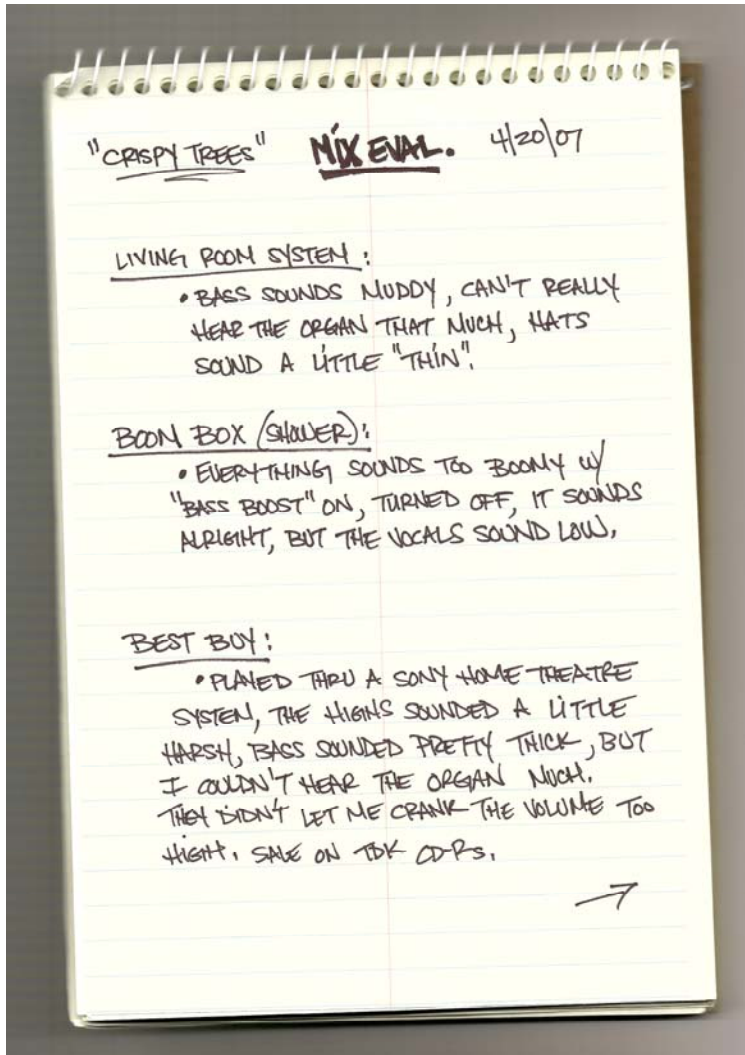 "CRISPY TREES" MIX EVAL. 4/20/07
LIVING ROOM SYSTEM:
• BASS SOUNDS MUDDY, CAN'T REALLY
HEAR THE ORGAN THAT MUCH, HATS
SOUND A LITTLE "THIN".
BOOM BOX (SHOWER):
• EVERYTHING SOUNDS TOO BOOMY W/
"BASS BOOST" ON, TURNED OFF, IT SOUNDS
ALRIGHT, BUT THE VOCALS SOUND LOW.
BEST BUY:
• PLAYED THRU A SONY HOME THEATRE
SYSTEM, THE HIGHS SOUNDED A LITTLE
HARSH, BASS SOUNDED PRETTY THICK, BUT
I COULDN'T HEAR THE ORGAN MUCH.
THEY DIDN'T LET ME CRANK THE VOLUME TOO
HIGH. SALE ON TDK CD-RS.
→